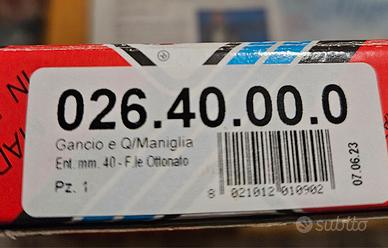 026.40.00.0
Gancio e Q/Maniglia
Ent. mm. 40 - F.le Ottonato
Pz. 1
8 021012 010902
07.06.23
subito